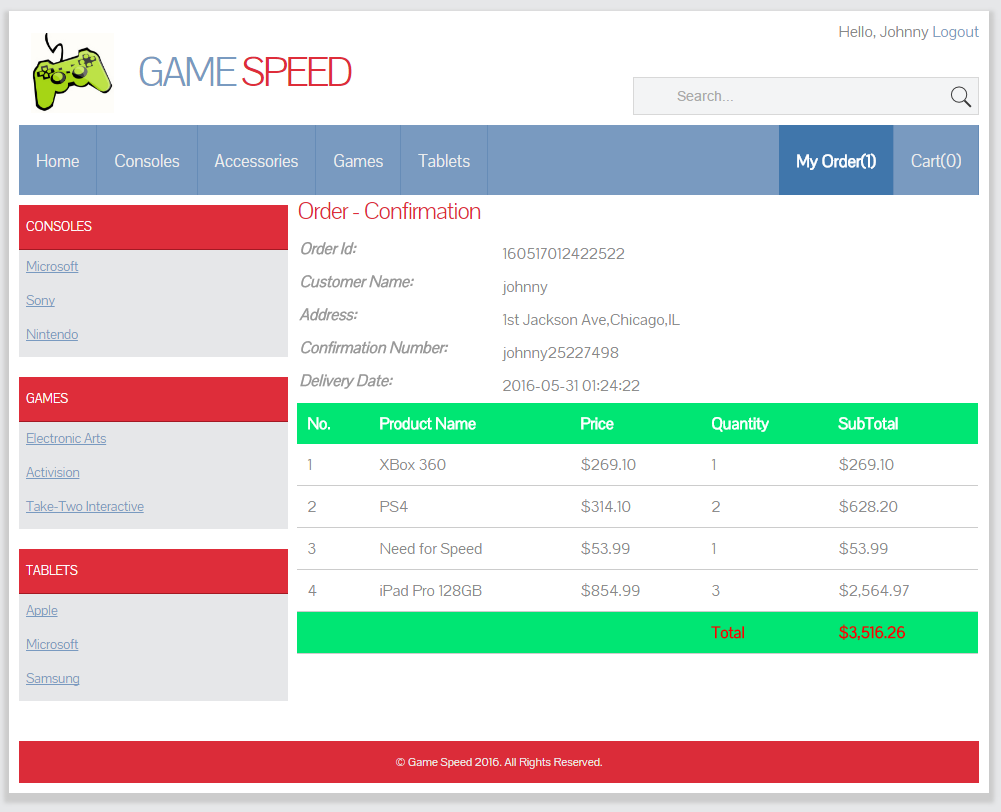 Hello, Johnny Logout
GAME SPEED
Search...
Home Consoles Accessories Games Tablets My Order(1) Cart(0)
CONSOLES
Microsoft
Sony
Nintendo
GAMES
Electronic Arts
Activision
Take-Two Interactive
TABLETS
Apple
Microsoft
Samsung
Order - Confirmation
Order Id: 160517012422522
Customer Name: johnny
Address: 1st Jackson Ave,Chicago,IL
Confirmation Number: johnny25227498
Delivery Date: 2016-05-31 01:24:22
No. Product Name Price Quantity SubTotal
1 XBox 360 $269.10 1 $269.10
2 PS4 $314.10 2 $628.20
3 Need for Speed $53.99 1 $53.99
4 iPad Pro 128GB $854.99 3 $2,564.97
Total $3,516.26
© Game Speed 2016. All Rights Reserved.